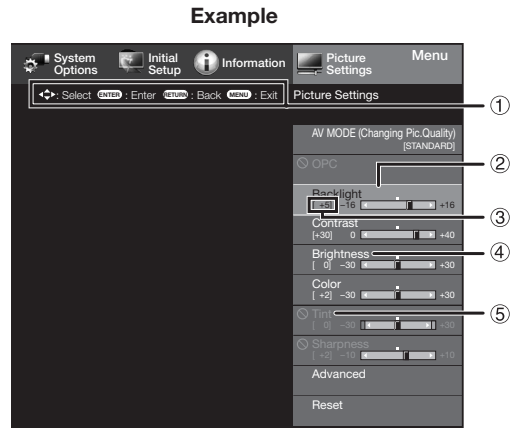 Example
System Options
Initial Setup
Information
Picture Settings
Menu
: Select ENTER : Enter RETURN : Back MENU : Exit
Picture Settings
①
AV MODE (Changing Pic.Quality)
[STANDARD]
OPC
②
Backlight
[ +5] −16 +16
③
Contrast
[+30] 0 +40
Brightness
④
[ 0] −30 +30
Color
[ +2] −30 +30
Tint
⑤
[ 0] −30 +30
Sharpness
[ +2] −10 +10
Advanced
Reset